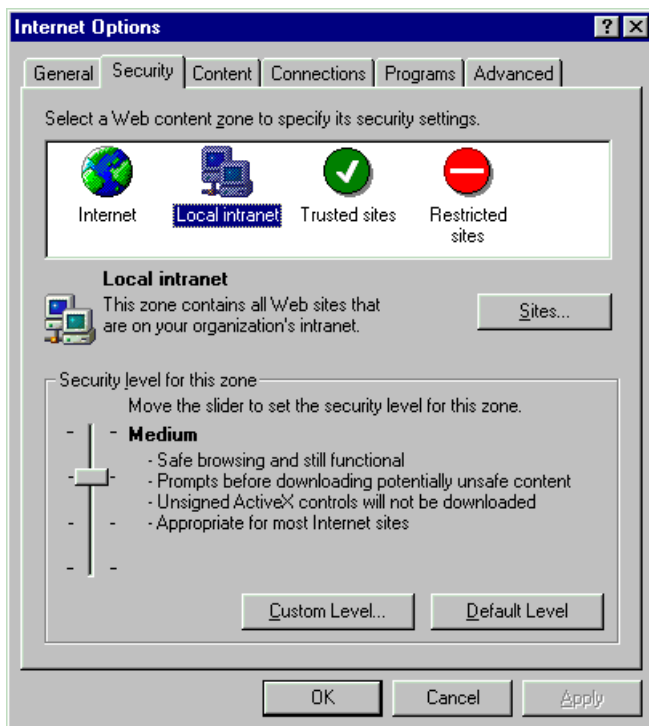 Internet Options
General Security Content Connections Programs Advanced
Select a Web content zone to specify its security settings.
Internet Local intranet Trusted sites Restricted
sites
Local intranet
This zone contains all Web sites that
are on your organization's intranet.
Sites...
Security level for this zone
Move the slider to set the security level for this zone.
Medium
- Safe browsing and still functional
- Prompts before downloading potentially unsafe content
- Unsigned ActiveX controls will not be downloaded
- Appropriate for most Internet sites
Custom Level... Default Level
OK Cancel Apply